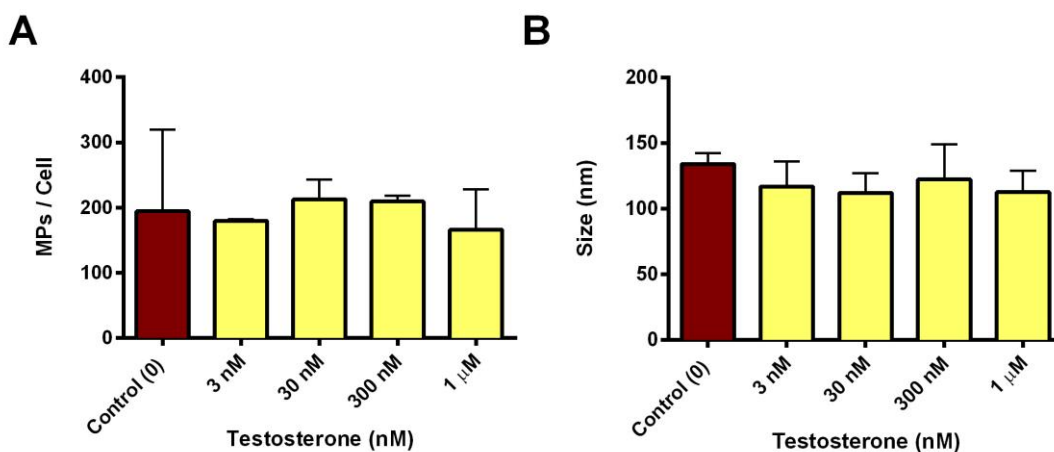 A
MPs / Cell
400
300
200
100
0
Control (0)
3 nM
30 nM
300 nM
1 μM
Testosterone (nM)
B
Size (nm)
200
150
100
50
0
Control (0)
3 nM
30 nM
300 nM
1 μM
Testosterone (nM)